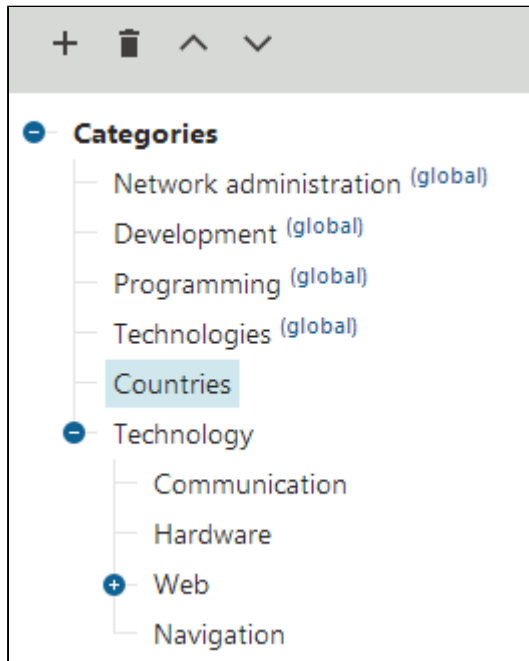 Categories
Network administration (global)
Development (global)
Programming (global)
Technologies (global)
Countries
Technology
Communication
Hardware
Web
Navigation